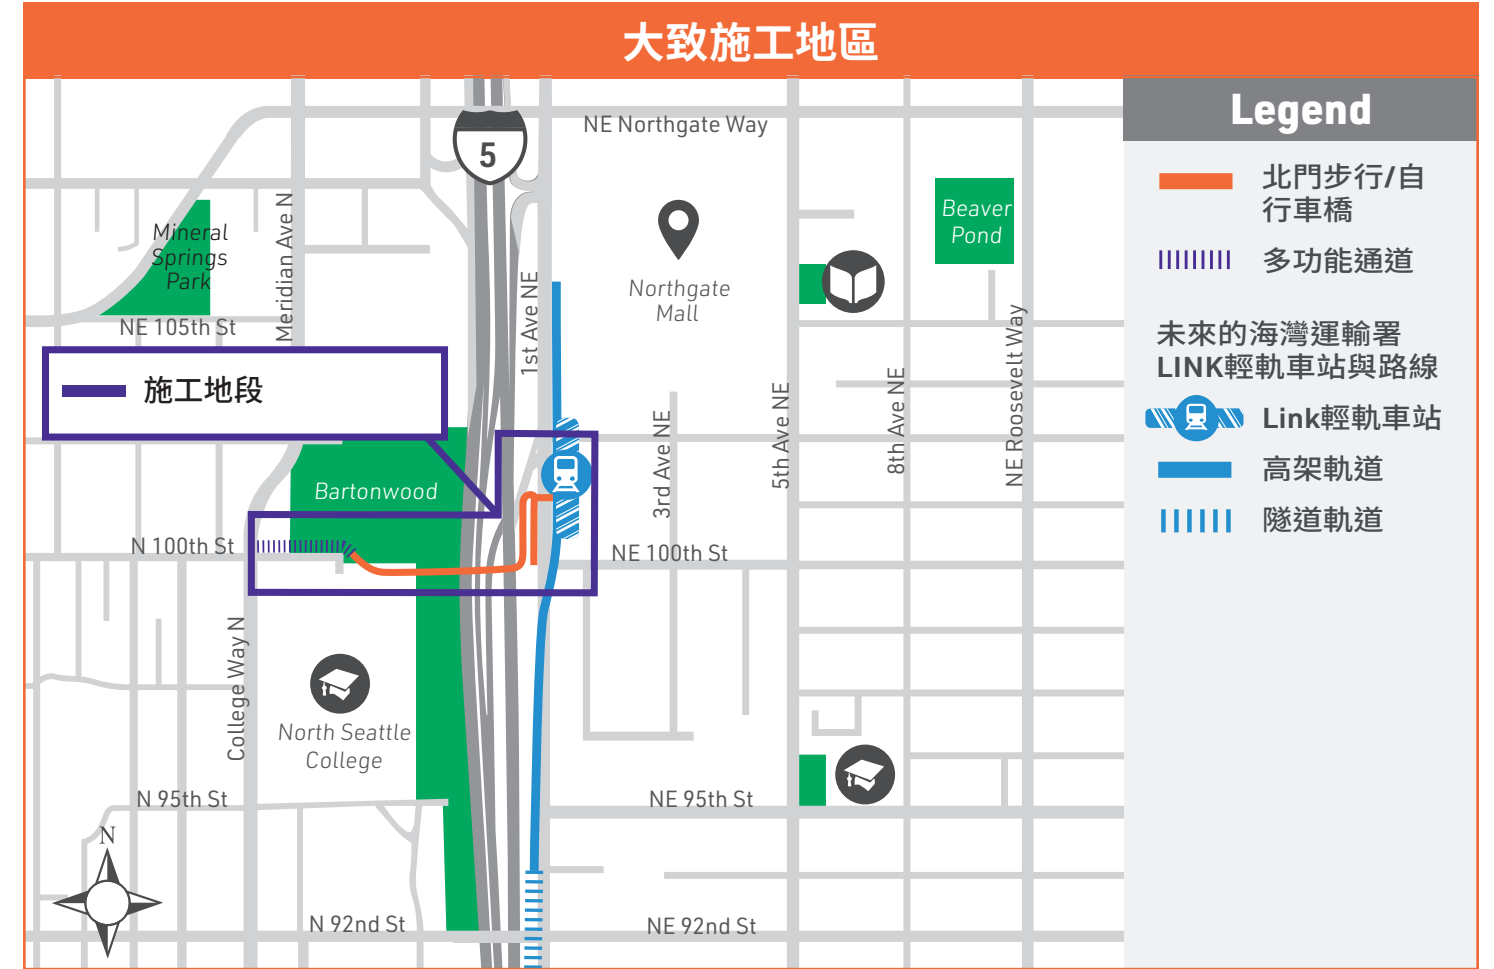 大致施工地區
Legend
北門步行/自
行車橋
多功能通道
未來的海灣運輸署
LINK輕軌車站與路線
Link輕軌車站
高架軌道
隧道軌道
NE Northgate Way
5
Mineral
Springs
Park
Meridian Ave N
NE 105th St
1st Ave NE
Northgate
Mall
Beaver
Pond
NE Roosevelt Way
施工地段
3rd Ave NE
5th Ave NE
8th Ave NE
Bartonwood
N 100th St
NE 100th St
College Way N
North Seattle
College
N 95th St
NE 95th St
N
N 92nd St
NE 92nd St